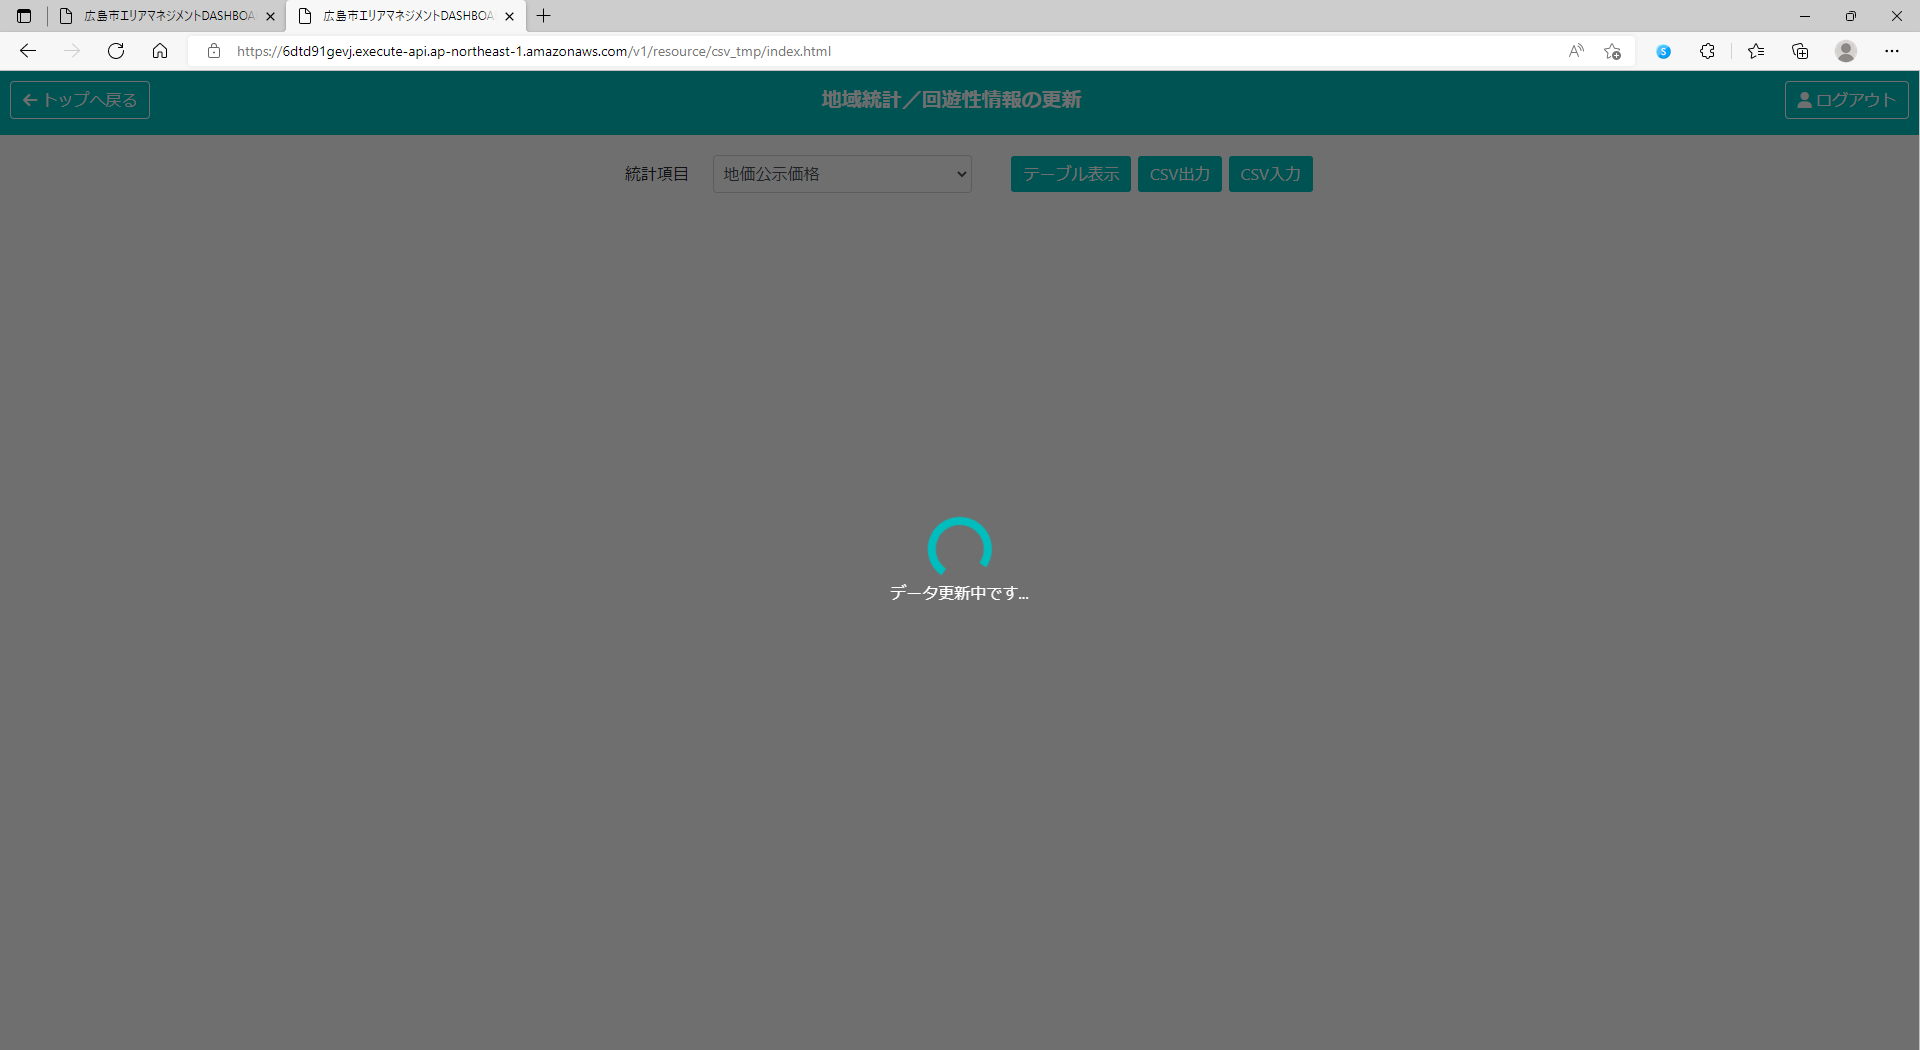 広島市エリアマネジメントDASHBOA
広島市エリアマネジメントDASHBOA
https://6dtd91gevj.execute-api.ap-northeast-1.amazonaws.com/v1/resource/csv_tmp/index.html
トップへ戻る
地域統計／回遊性情報の更新
ログアウト
統計項目
地価公示価格
テーブル表示
CSV出力
CSV入力
データ更新中です...